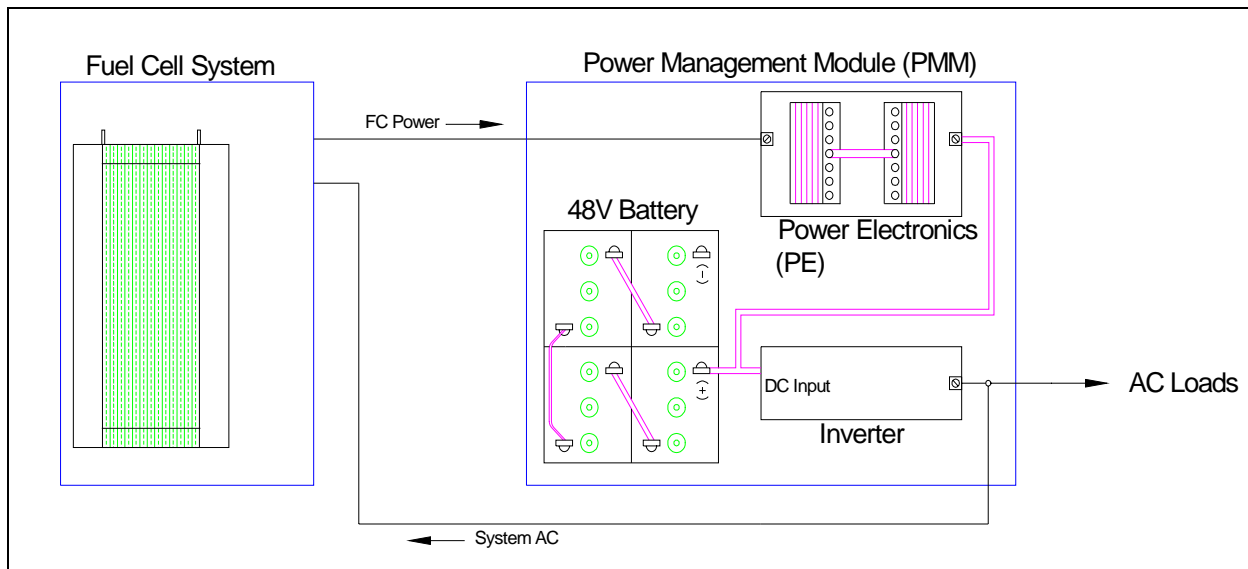 Fuel Cell System
Power Management Module (PMM)
FC Power
48V Battery
Power Electronics
(PE)
(-)
(+)
DC Input
Inverter
AC Loads
System AC